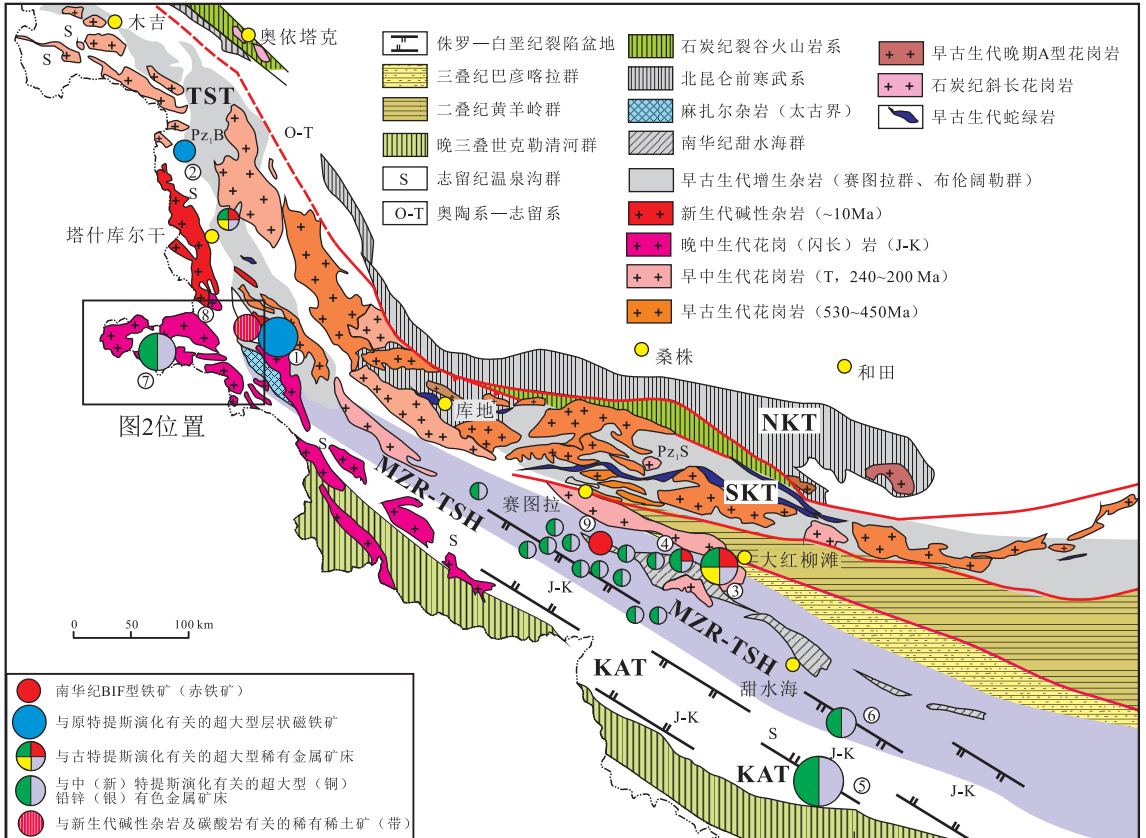 木吉
奥依塔克
S
S
TST
O-T
Pz₁B
②
S
塔什库尔干
⑧
①
⑦
图2位置
侏罗—白垩纪裂陷盆地
三叠纪巴彦喀拉群
二叠纪黄羊岭群
晚三叠世克勒清河群
S 志留纪温泉沟群
O-T 奥陶系—志留系
石炭纪裂谷火山岩系
北昆仑前寒武系
麻扎尔杂岩（太古界）
南华纪甜水海群
早古生代增生杂岩（赛图拉群、布伦阔勒群）
新生代碱性杂岩（~10Ma）
晚中生代花岗（闪长）岩（J-K）
早中生代花岗岩（T，240~200 Ma）
早古生代花岗岩（530~450Ma）
早古生代晚期A型花岗岩
石炭纪斜长花岗岩
早古生代蛇绿岩
桑株
和田
库地
NKT
S
Pz₁S
MZR-TSH
SKT
赛图拉
⑨
④
大红柳滩
③
S
J-K
J-K
MZR-TSH
KAT
甜水海
J-K
⑥
S
J-K
KAT
⑤
J-K
0 50 100 km
南华纪BIF型铁矿（赤铁矿）
与原特提斯演化有关的超大型层状磁铁矿
与古特提斯演化有关的超大型稀有金属矿床
与中（新）特提斯演化有关的超大型（铜）
铅锌（银）有色金属矿床
与新生代碱性杂岩及碳酸岩有关的稀有稀土矿（带）